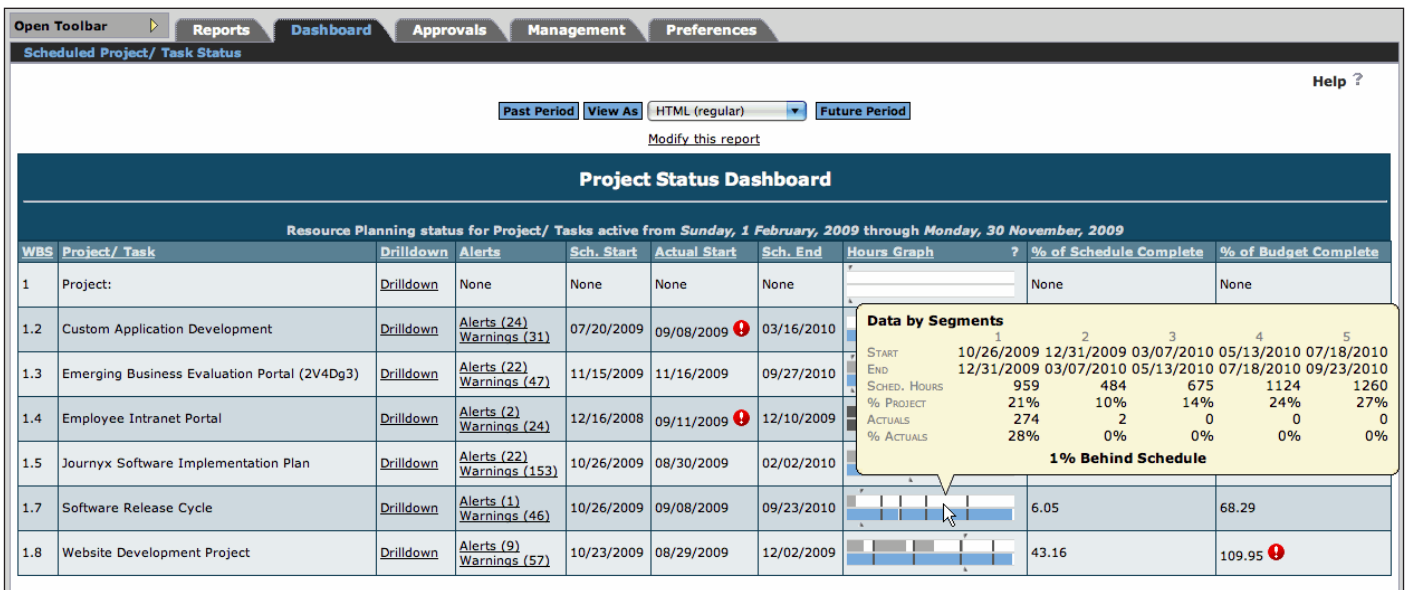 Open Toolbar Reports Dashboard Approvals Management Preferences
Scheduled Project/ Task Status
Help ?
Past Period View As HTML (regular) Future Period
Modify this report
Project Status Dashboard
Resource Planning status for Project/ Tasks active from Sunday, 1 February, 2009 through Monday, 30 November, 2009
WBS Project/ Task Drilldown Alerts Sch. Start Actual Start Sch. End Hours Graph ? % of Schedule Complete % of Budget Complete
1 Project: Drilldown None None None None None None
1.2 Custom Application Development Drilldown Alerts (24) 07/20/2009 09/08/2009 03/16/2010
Warnings (31)
1.3 Emerging Business Evaluation Portal (2V4Dg3) Drilldown Alerts (22) 11/15/2009 11/16/2009 09/27/2010
Warnings (47)
1.4 Employee Intranet Portal Drilldown Alerts (2) 12/16/2008 09/11/2009 12/10/2009
Warnings (24)
1.5 Journyx Software Implementation Plan Drilldown Alerts (22) 10/26/2009 08/30/2009 02/02/2010
Warnings (153)
Data by Segments
1 2 3 4 5
START 10/26/2009 12/31/2009 03/07/2010 05/13/2010 07/18/2010
END 12/31/2009 03/07/2010 05/13/2010 07/18/2010 09/23/2010
SCHED. HOURS 959 484 675 1124 1260
% PROJECT 21% 10% 14% 24% 27%
ACTUALS 274 2 0 0 0
% ACTUALS 28% 0% 0% 0% 0%
1% Behind Schedule
1.7 Software Release Cycle Drilldown Alerts (1) 10/26/2009 09/08/2009 09/23/2010 6.05 68.29
Warnings (46)
1.8 Website Development Project Drilldown Alerts (9) 10/23/2009 08/29/2009 12/02/2009 43.16 109.95
Warnings (57)